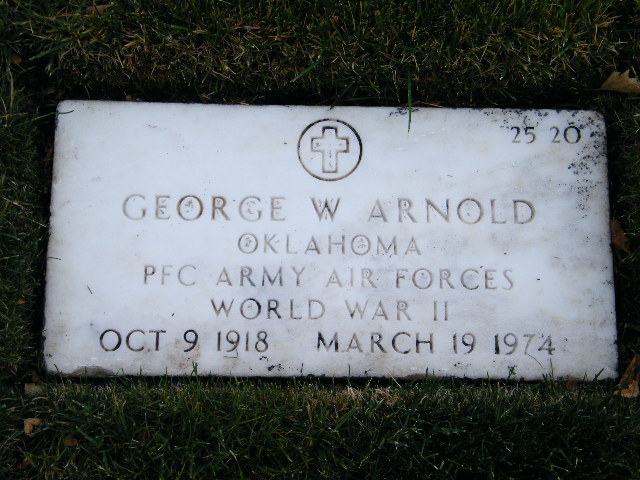 25 20
GEORGE W ARNOLD
OKLAHOMA
PFC ARMY AIR FORCES
WORLD WAR II
OCT 9 1918 MARCH 19 1974